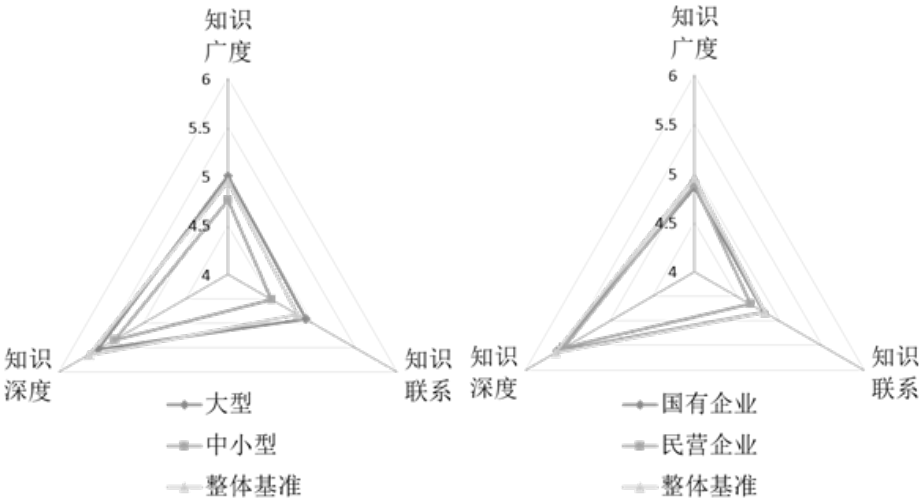 知识
广度
6
5.5
5
4.5
4
知识
深度
知识
联系
大型
中小型
整体基准
知识
广度
6
5.5
5
4.5
4
知识
深度
知识
联系
国有企业
民营企业
整体基准